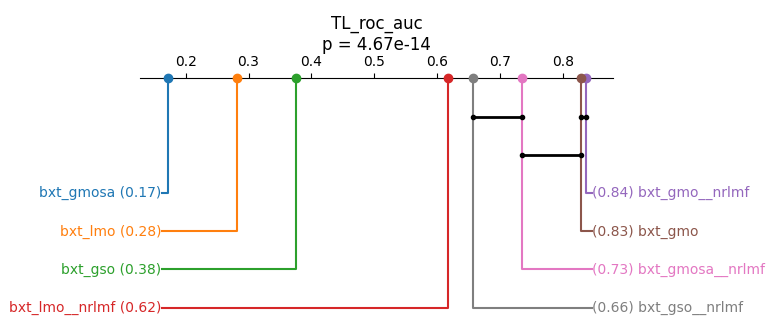 TL_roc_auc
p = 4.67e-14
0.2 0.3 0.4 0.5 0.6 0.7 0.8
bxt_gmosa (0.17)
(0.84) bxt_gmo__nrlmf
bxt_lmo (0.28)
(0.83) bxt_gmo
bxt_gso (0.38)
(0.73) bxt_gmosa__nrlmf
bxt_lmo__nrlmf (0.62)
(0.66) bxt_gso__nrlmf